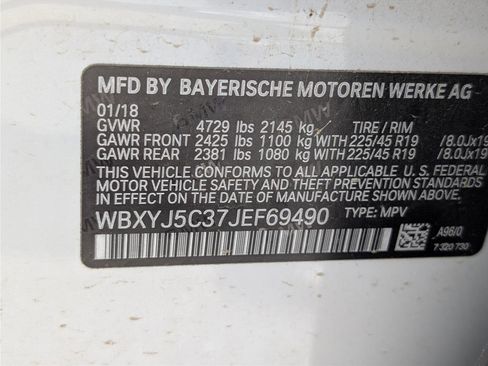 MFD BY BAYERISCHE MOTOREN WERKE AG
01/18
GVWR 4729 lbs 2145 kg TIRE / RIM
GAWR FRONT 2425 lbs 1100 kg WITH 225/45 R19 /8.0Jx19
GAWR REAR 2381 lbs 1080 kg WITH 225/45 R19 /8.0Jx19
THIS VEHICLE CONFORMS TO ALL APPLICABLE U.S. FEDERAL
MOTOR VEHICLE SAFETY STANDARDS IN EFFECT ON THE
DATE OF MANUFACTURE SHOWN ABOVE.
WBXYJ5C37JEF69490 TYPE: MPV
A96/0
7 320 730